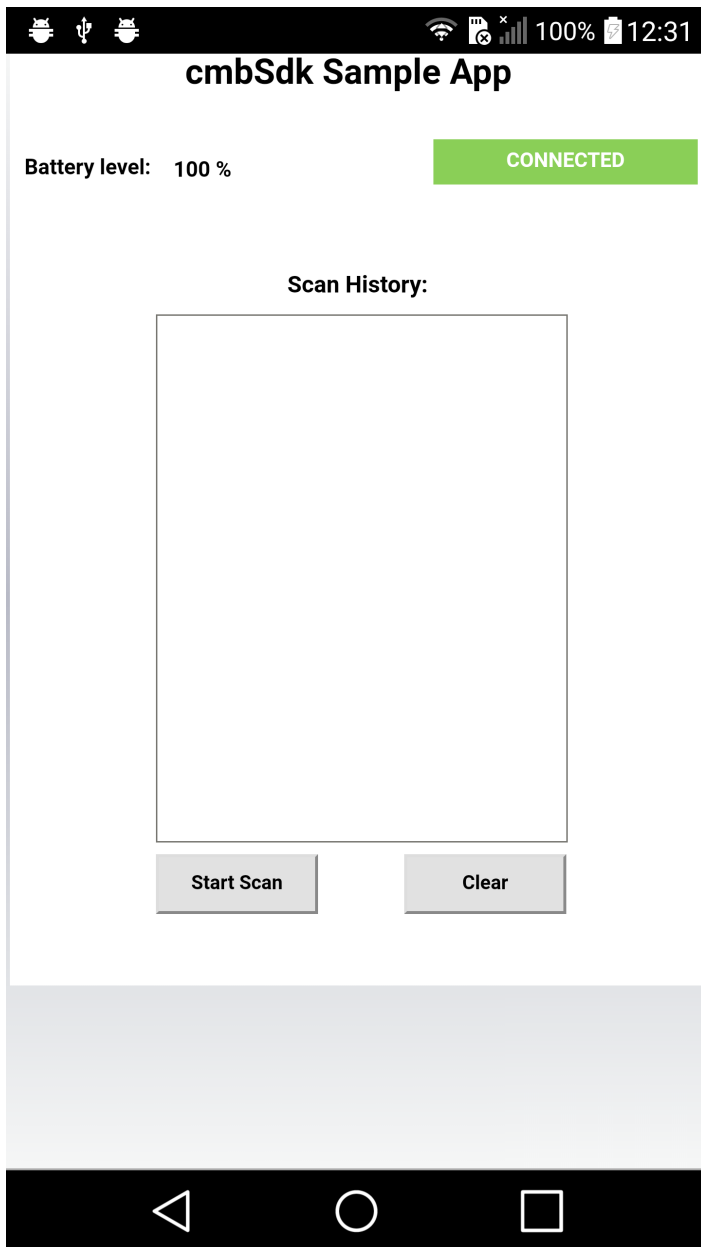 100% 12:31
cmbSdk Sample App
Battery level: 100 % CONNECTED
Scan History:
Start Scan Clear